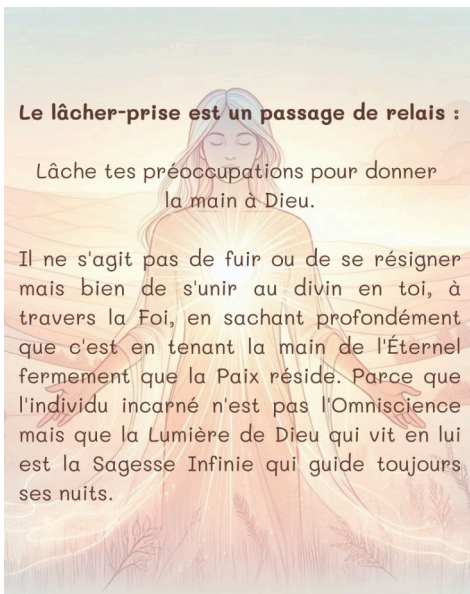 Le lâcher-prise est un passage de relais :
Lâche tes préoccupations pour donner
la main à Dieu.
Il ne s'agit pas de fuir ou de se résigner
mais bien de s'unir au divin en toi, à
travers la Foi, en sachant profondément
que c'est en tenant la main de l'Éternel
fermement que la Paix réside. Parce que
l'individu incarné n'est pas l'Omniscience
mais que la Lumière de Dieu qui vit en lui
est la Sagesse Infinie qui guide toujours
ses nuits.